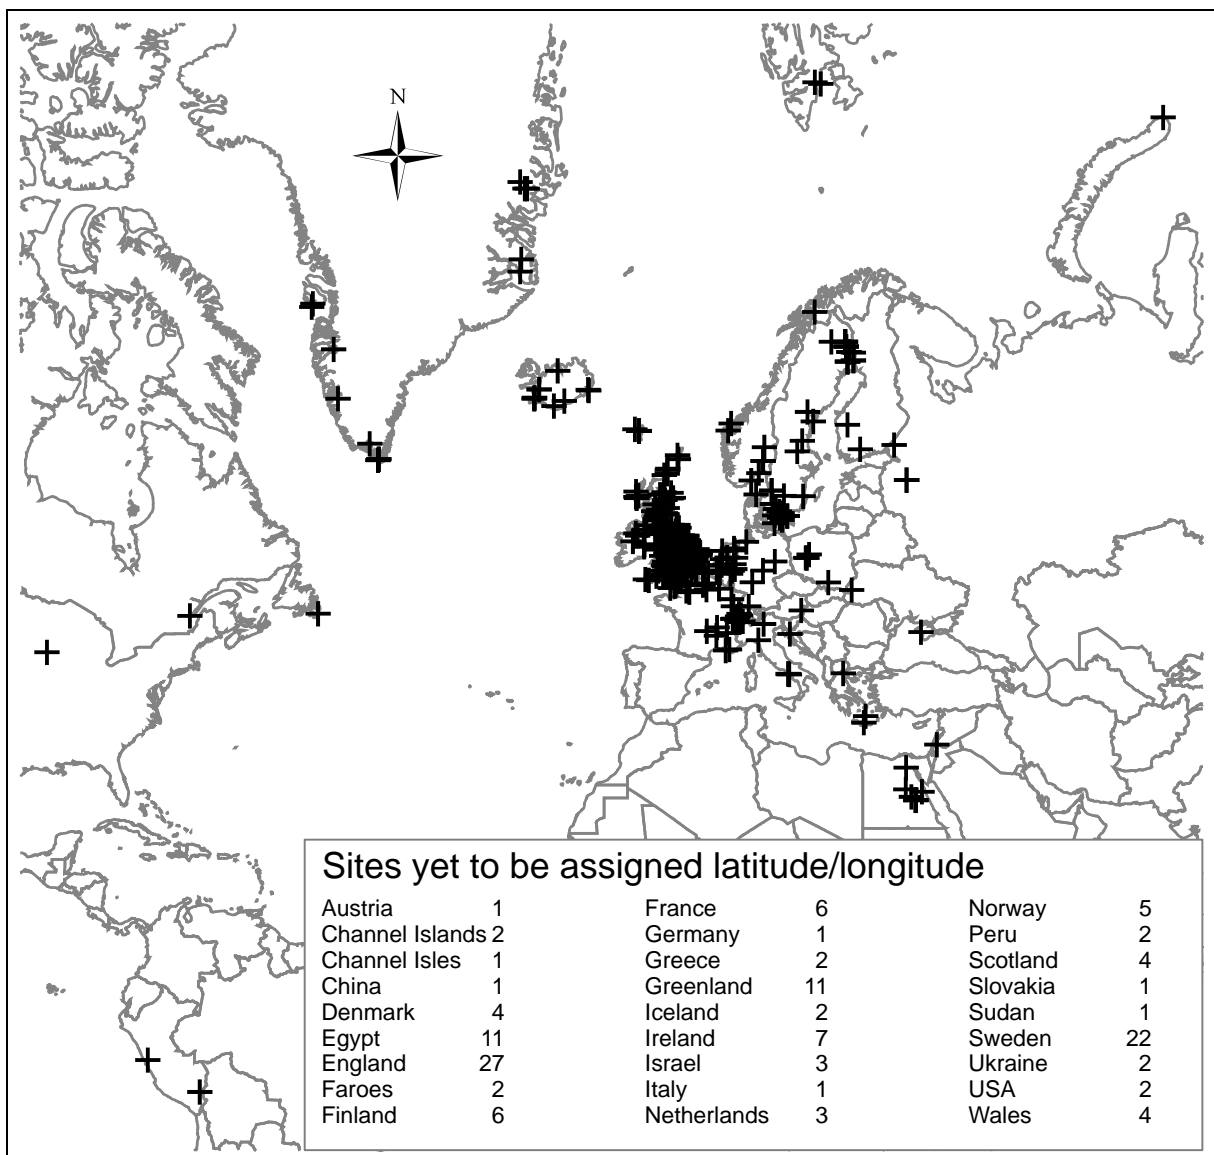 N
Sites yet to be assigned latitude/longitude
Austria 1
Channel Islands 2
Channel Isles 1
China 1
Denmark 4
Egypt 11
England 27
Faroes 2
Finland 6
France 6
Germany 1
Greece 2
Greenland 11
Iceland 2
Ireland 7
Israel 3
Italy 1
Netherlands 3
Norway 5
Peru 2
Scotland 4
Slovakia 1
Sudan 1
Sweden 22
Ukraine 2
USA 2
Wales 4